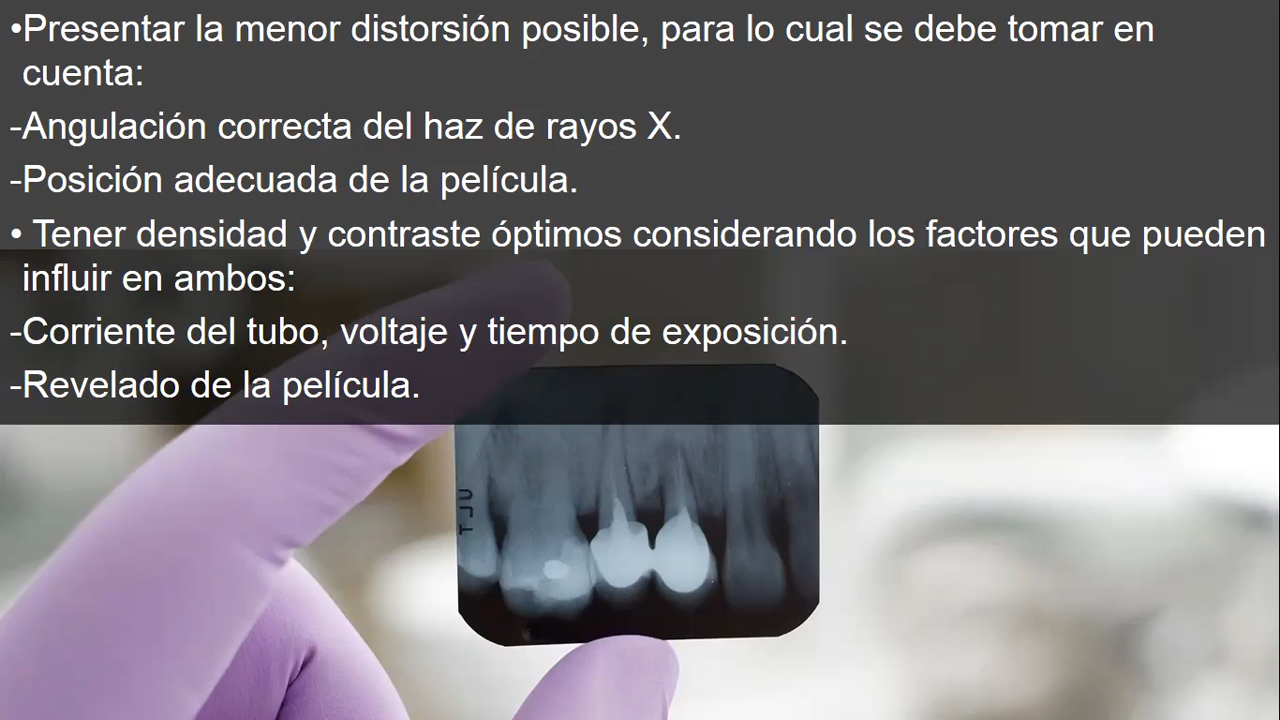 •Presentar la menor distorsión posible, para lo cual se debe tomar en
cuenta:
-Angulación correcta del haz de rayos X.
-Posición adecuada de la película.
• Tener densidad y contraste óptimos considerando los factores que pueden
influir en ambos:
-Corriente del tubo, voltaje y tiempo de exposición.
-Revelado de la película.
TJU